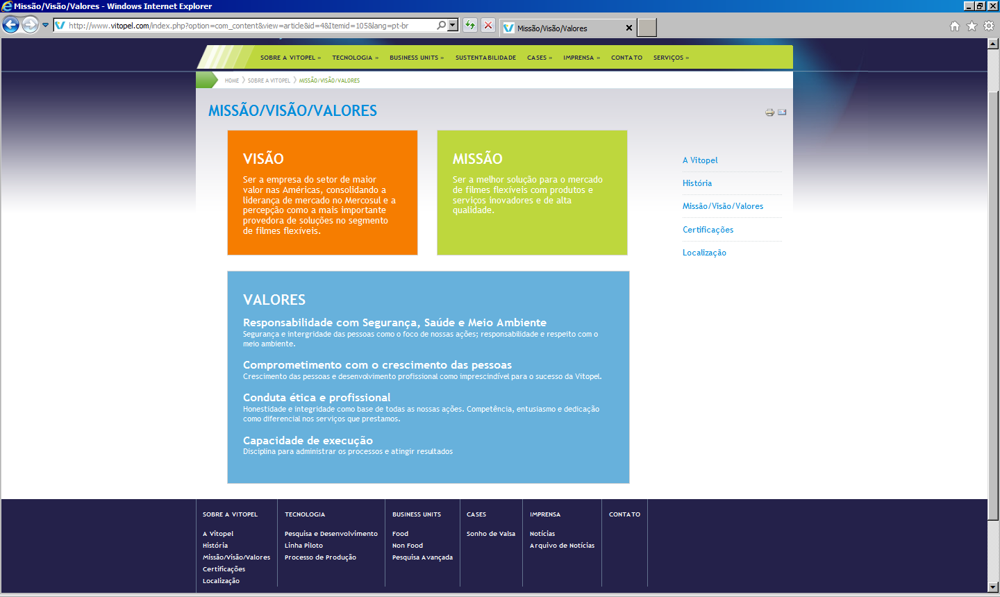 Missão/Visão/Valores - Windows Internet Explorer
http://www.vitopel.com/index.php?option=com_content&view=article&id=4&Itemid=105&lang=pt-br
Missão/Visão/Valores
SOBRE A VITOPEL » TECNOLOGIA » BUSINESS UNITS » SUSTENTABILIDADE CASES » IMPRENSA » CONTATO SERVIÇOS »
HOME SOBRE A VITOPEL MISSÃO/VISÃO/VALORES
MISSÃO/VISÃO/VALORES
VISÃO
Ser a empresa do setor de maior
valor nas Américas, consolidando a
liderança de mercado no Mercosul e a
percepção como a mais importante
provedora de soluções no segmento
de filmes flexíveis.
MISSÃO
Ser a melhor solução para o mercado
de filmes flexíveis com produtos e
serviços inovadores e de alta
qualidade.
A Vitopel
História
Missão/Visão/Valores
Certificações
Localização
VALORES
Responsabilidade com Segurança, Saúde e Meio Ambiente
Segurança e intergridade das pessoas como o foco de nossas ações; responsabilidade e respeito com o
meio ambiente.
Comprometimento com o crescimento das pessoas
Crescimento das pessoas e desenvolvimento profissional como imprescindível para o sucesso da Vitopel.
Conduta ética e profissional
Honestidade e integridade como base de todas as nossas ações. Competência, entusiasmo e dedicação
como diferencial nos serviços que prestamos.
Capacidade de execução
Disciplina para administrar os processos e atingir resultados
SOBRE A VITOPEL
A Vitopel
História
Missão/Visão/Valores
Certificações
Localização
TECNOLOGIA
Pesquisa e Desenvolvimento
Linha Piloto
Processo de Produção
BUSINESS UNITS
Food
Non Food
Pesquisa Avançada
CASES
Sonho de Valsa
IMPRENSA
Notícias
Arquivo de Notícias
CONTATO